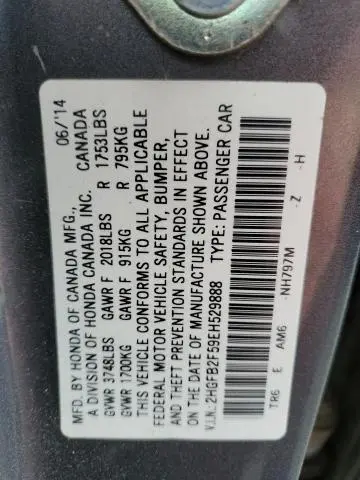 MFD. BY HONDA OF CANADA MFG., 06/14
A DIVISION OF HONDA CANADA INC. CANADA
GVWR 3748LBS GAWR F 2018LBS R 1753LBS
GVWR 1700KG GAWR F 915KG R 795KG
THIS VEHICLE CONFORMS TO ALL APPLICABLE
FEDERAL MOTOR VEHICLE SAFETY, BUMPER,
AND THEFT PREVENTION STANDARDS IN EFFECT
ON THE DATE OF MANUFACTURE SHOWN ABOVE.
V.I.N.: 2HGFB2F59EH529888 TYPE: PASSENGER CAR
TR6 E AM6 -NH797M -Z -H